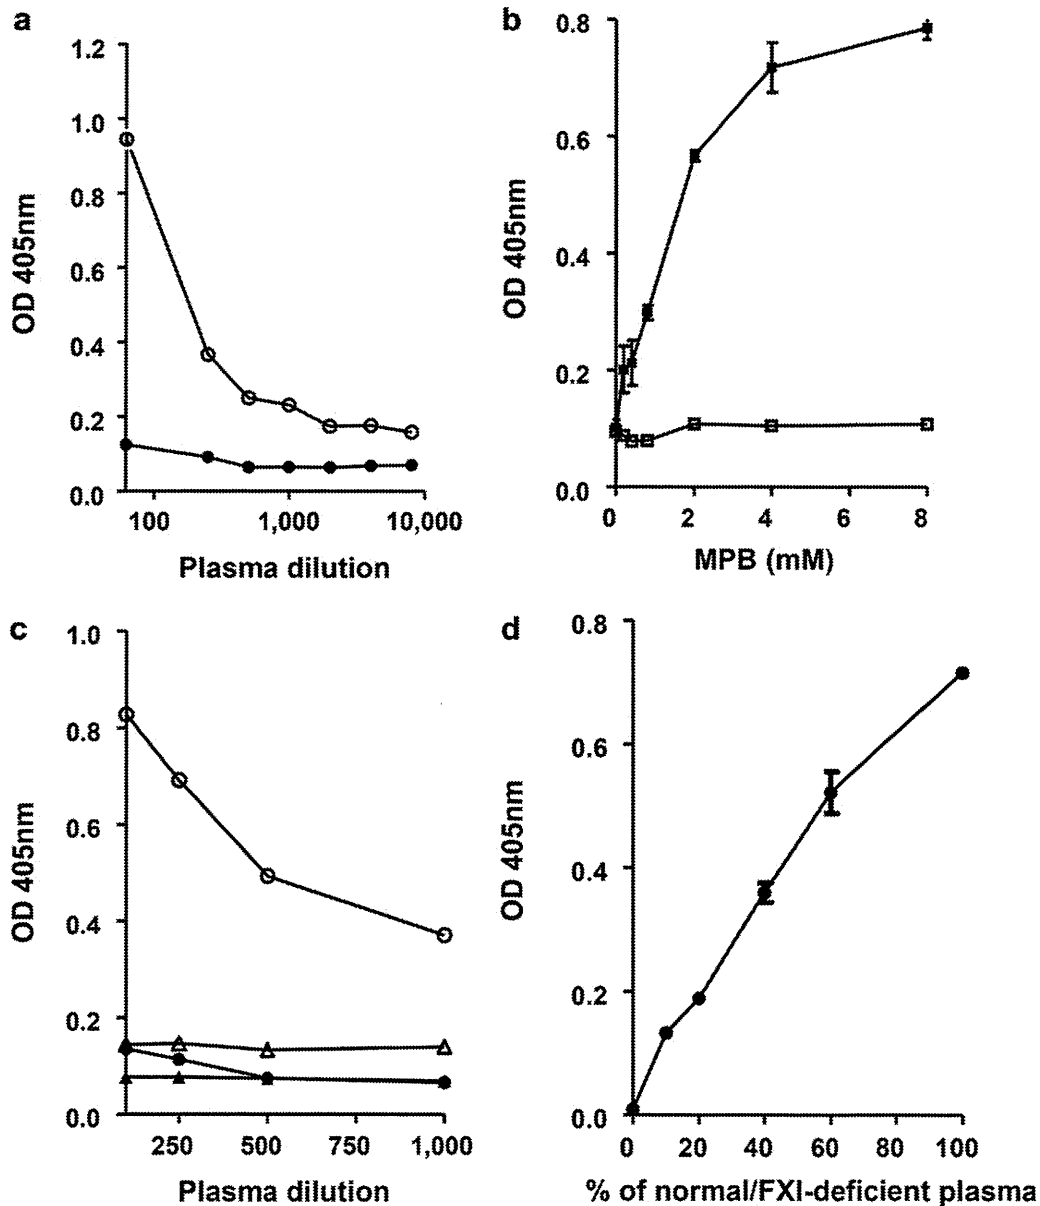 a
1.2
1.0
0.8
0.6
0.4
0.2
0.0
OD 405nm
100 1,000 10,000
Plasma dilution
b
0.8
0.6
0.4
0.2
0.0
OD 405nm
0 2 4 6 8
MPB (mM)
c
1.0
0.8
0.6
0.4
0.2
0.0
OD 405nm
250 500 750 1,000
Plasma dilution
d
0.8
0.6
0.4
0.2
0.0
OD 405nm
0 20 40 60 80 100
% of normal/FXI-deficient plasma